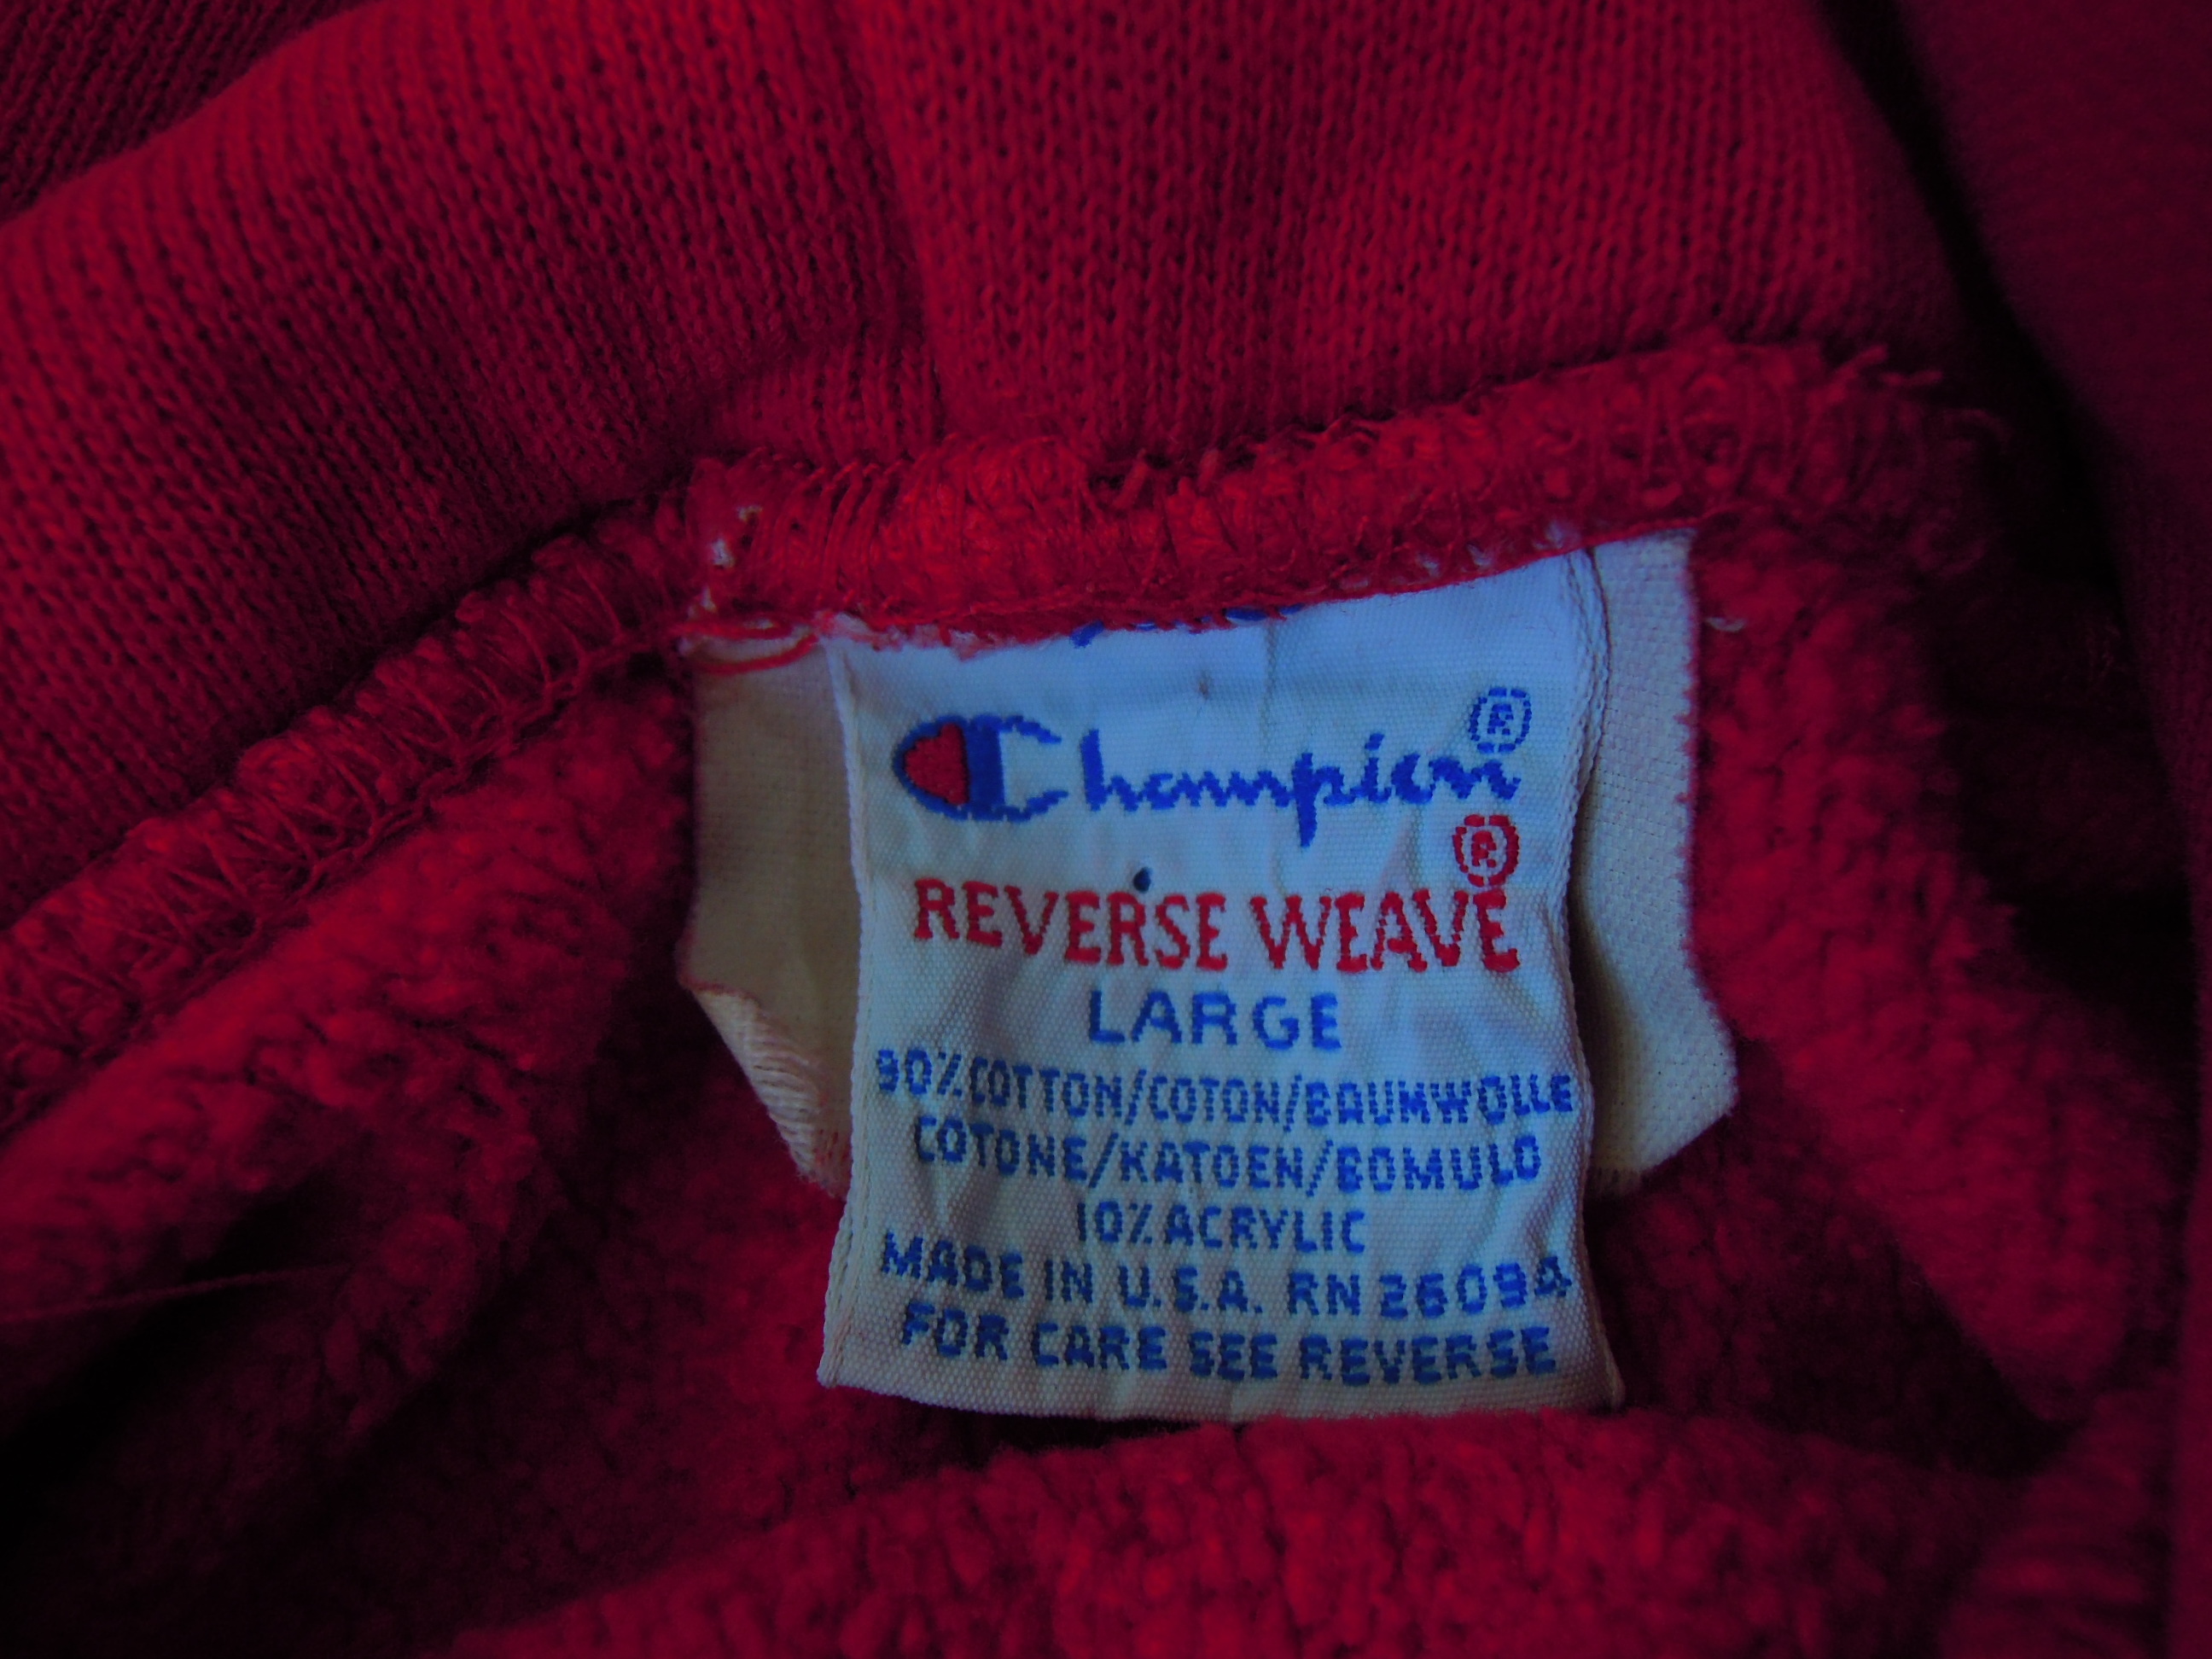 Champion®
REVERSE WEAVE®
LARGE
90% COTTON/COTON/BAUMWOLLE
COTONE/KATOEN/BOMULD
10% ACRYLIC
MADE IN U.S.A. RN 26094
FOR CARE SEE REVERSE